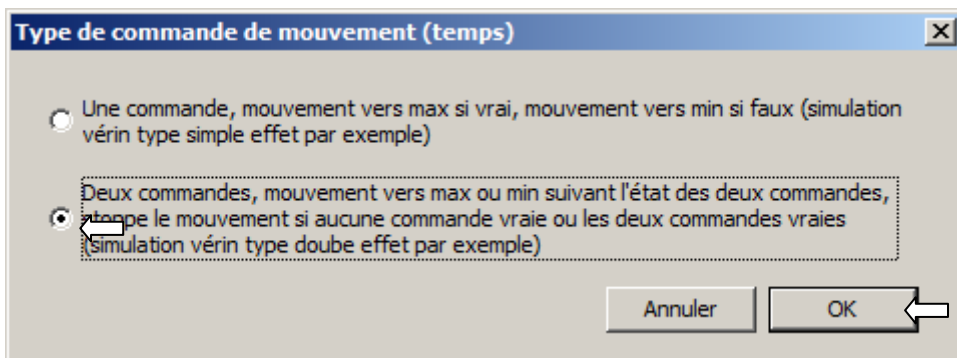 Type de commande de mouvement (temps)
Une commande, mouvement vers max si vrai, mouvement vers min si faux (simulation
vérin type simple effet par exemple)
Deux commandes, mouvement vers max ou min suivant l'état des deux commandes,
stoppe le mouvement si aucune commande vraie ou les deux commandes vraies
(simulation vérin type doube effet par exemple)
Annuler
OK